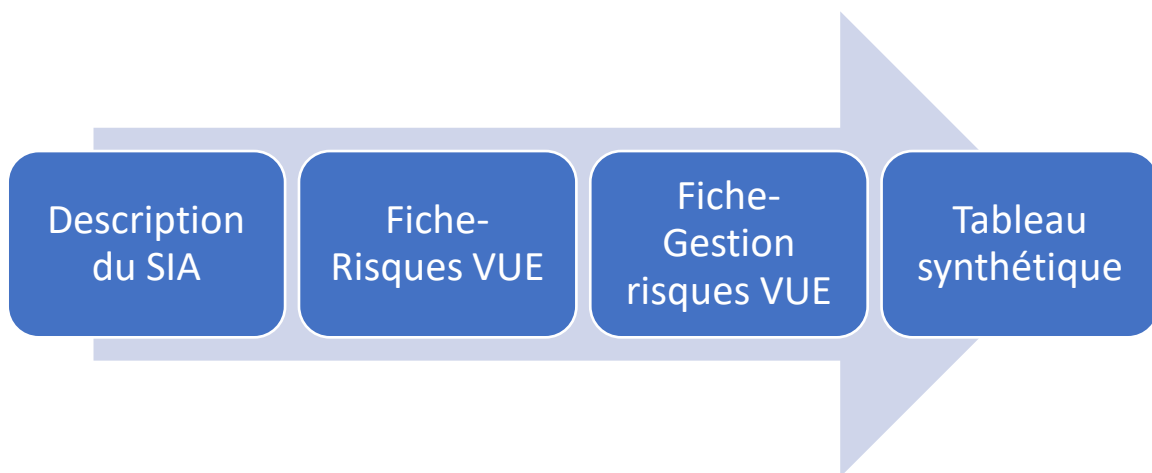 Description
du SIA
Fiche-
Risques VUE
Fiche-
Gestion
risques VUE
Tableau
synthétique